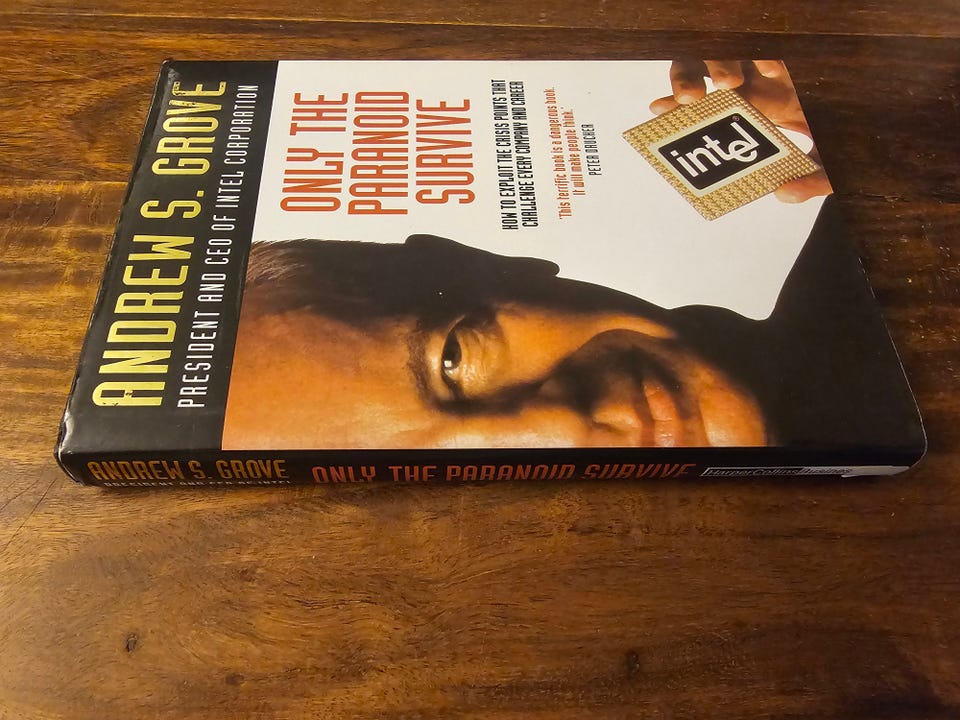 ANDREW S. GROVE
PRESIDENT AND CEO OF INTEL CORPORATION
ONLY THE
PARANOID
SURVIVE
HOW TO EXPLOIT THE CRISIS POINTS THAT
CHALLENGE EVERY COMPANY AND CAREER
'This terrific book is a dangerous book.
It will make people think.'
PETER DRUCKER
intel®
ANDREW S. GROVE
ONLY THE PARANOID SURVIVE
HarperCollinsBusiness